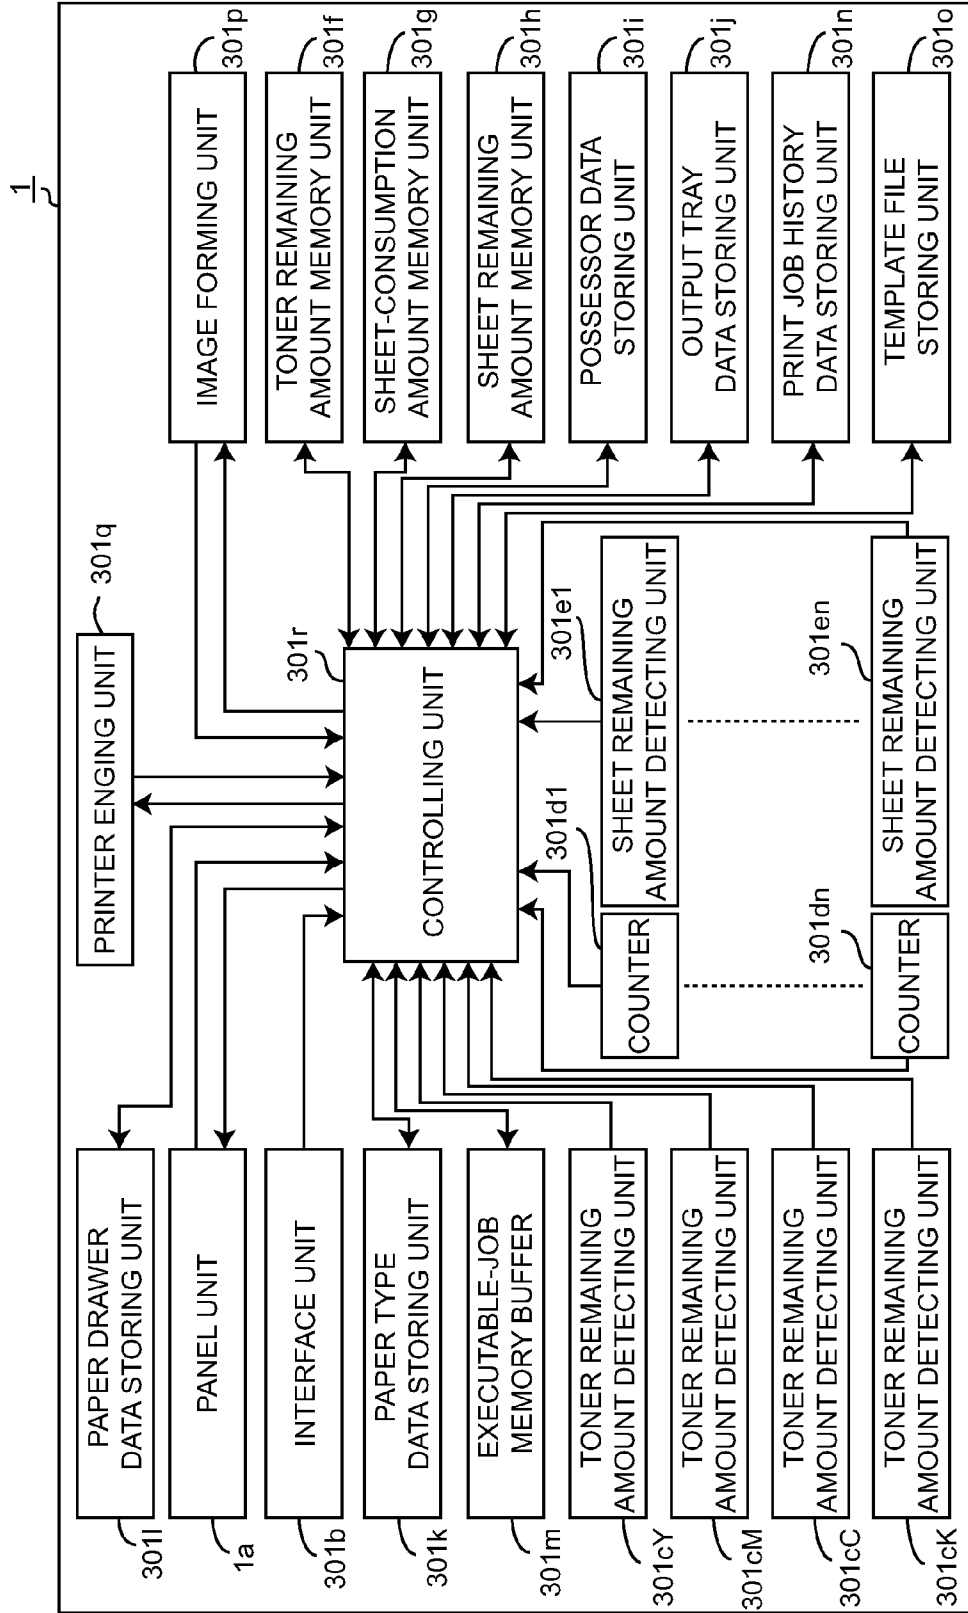 1
PAPER DRAWER
DATA STORING UNIT
301l
PANEL UNIT
1a
INTERFACE UNIT
301b
PAPER TYPE
DATA STORING UNIT
301k
EXECUTABLE-JOB
MEMORY BUFFER
301m
TONER REMAINING
AMOUNT DETECTING UNIT
301cY
TONER REMAINING
AMOUNT DETECTING UNIT
301cM
TONER REMAINING
AMOUNT DETECTING UNIT
301cC
TONER REMAINING
AMOUNT DETECTING UNIT
301cK
PRINTER ENGING UNIT
301q
CONTROLLING UNIT
301r
COUNTER
301d1
COUNTER
301dn
SHEET REMAINING
AMOUNT DETECTING UNIT
301e1
SHEET REMAINING
AMOUNT DETECTING UNIT
301en
IMAGE FORMING UNIT
301p
TONER REMAINING
AMOUNT MEMORY UNIT
301f
SHEET-CONSUMPTION
AMOUNT MEMORY UNIT
301g
SHEET REMAINING
AMOUNT MEMORY UNIT
301h
POSSESSOR DATA
STORING UNIT
301i
OUTPUT TRAY
DATA STORING UNIT
301j
PRINT JOB HISTORY
DATA STORING UNIT
301n
TEMPLATE FILE
STORING UNIT
301o